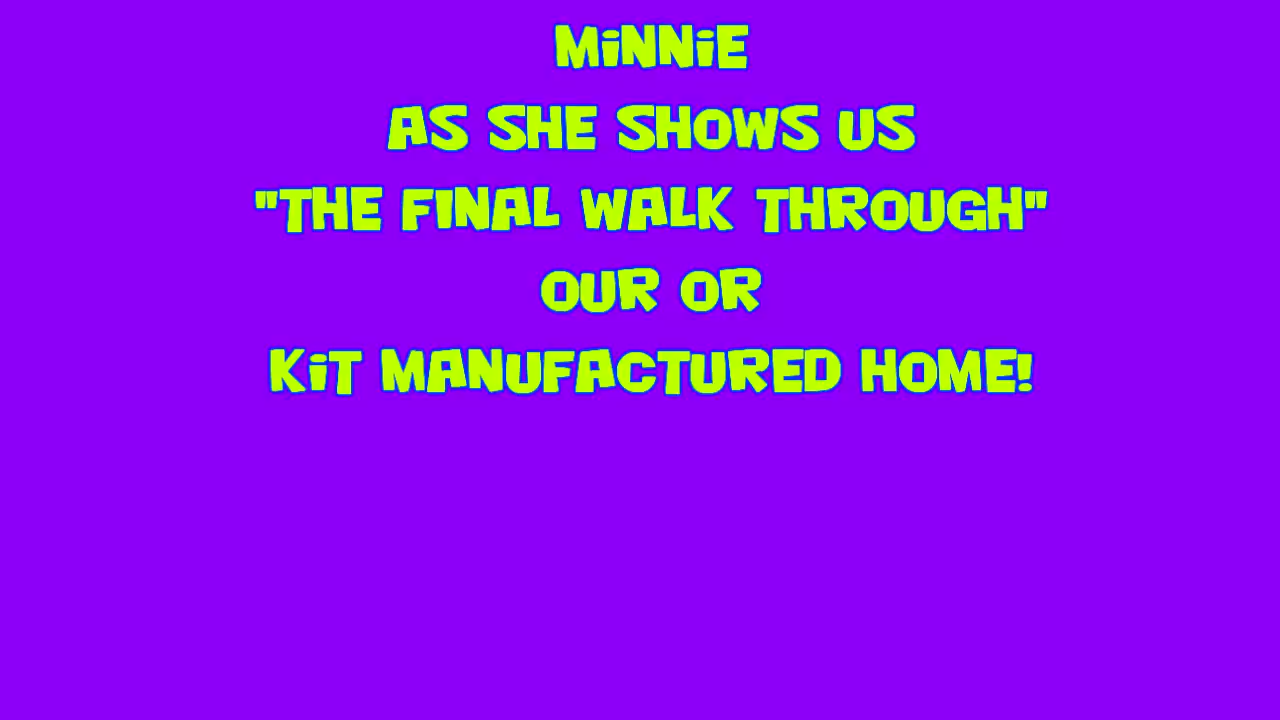 MiNNiE
AS SHE SHOWS US
"THE FINAL WALK THROUGH"
OUR OR
KiT MANUFACTURED HOME!